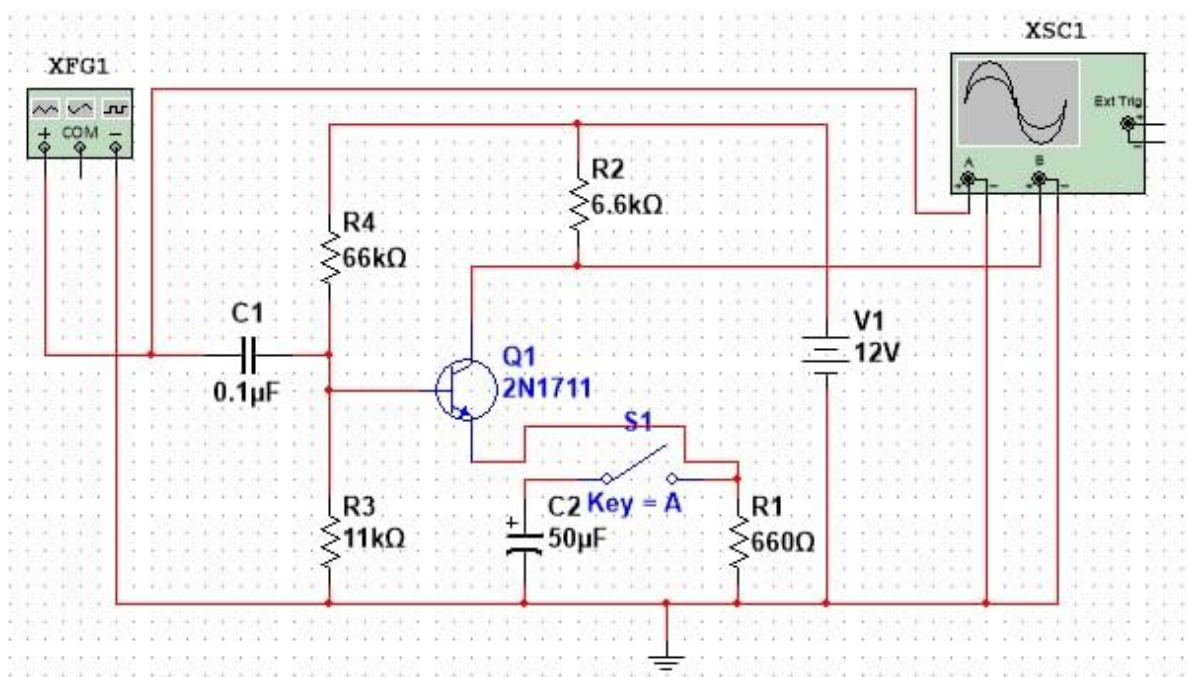 XSC1
XFG1
Ext Trig
+ COM −
A
B
R2
6.6kΩ
R4
66kΩ
C1
0.1µF
V1
12V
Q1
2N1711
S1
Key = A
R3
11kΩ
C2
50µF
+
R1
660Ω